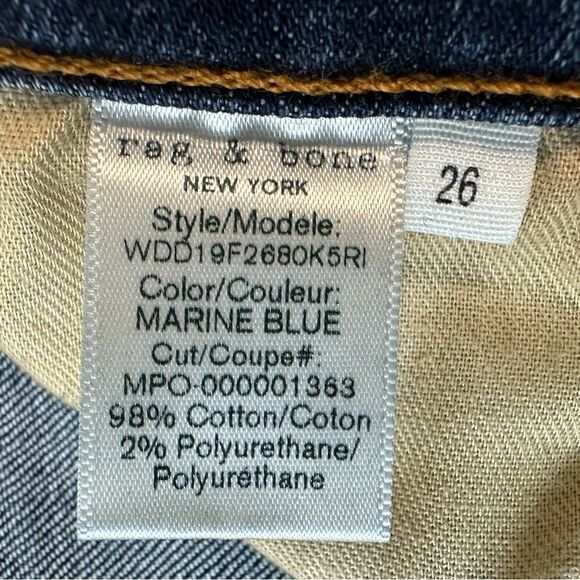 rag & bone
NEW YORK
26
Style/Modele:
WDD19F2680K5RI
Color/Couleur:
MARINE BLUE
Cut/Coupe#:
MPO-000001363
98% Cotton/Coton
2% Polyurethane/
Polyuréthane